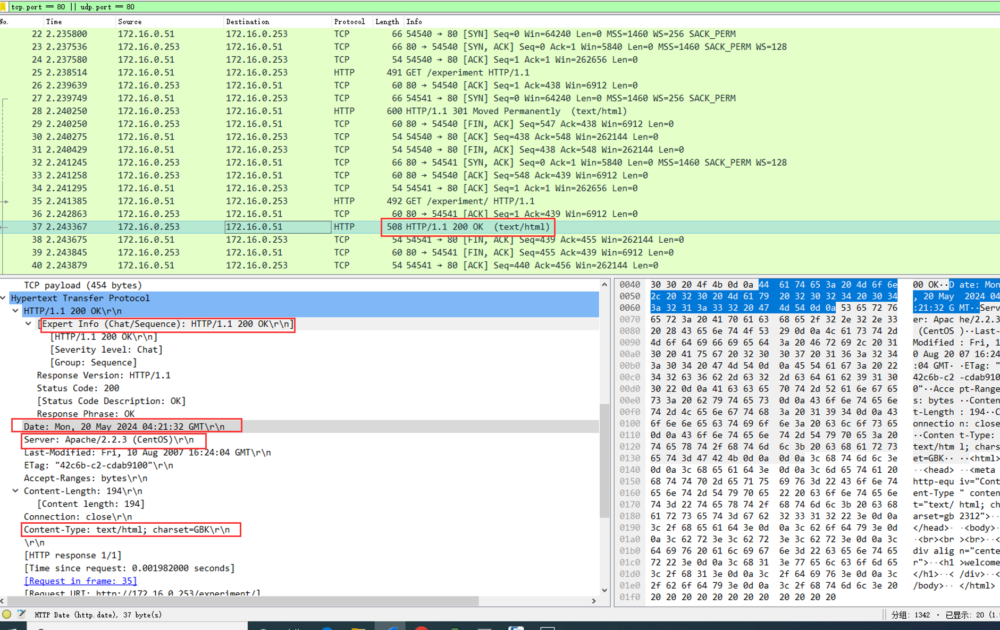 tcp.port == 80 || udp.port == 80
No. Time Source Destination Protocol Length Info
22 2.235800 172.16.0.51 172.16.0.253 TCP 66 54540 → 80 [SYN] Seq=0 Win=64240 Len=0 MSS=1460 WS=256 SACK_PERM
23 2.237536 172.16.0.253 172.16.0.51 TCP 66 80 → 54540 [SYN, ACK] Seq=0 Ack=1 Win=5840 Len=0 MSS=1460 SACK_PERM WS=128
24 2.237580 172.16.0.51 172.16.0.253 TCP 54 54540 → 80 [ACK] Seq=1 Ack=1 Win=262656 Len=0
25 2.238514 172.16.0.51 172.16.0.253 HTTP 491 GET /experiment HTTP/1.1
26 2.239639 172.16.0.253 172.16.0.51 TCP 60 80 → 54540 [ACK] Seq=1 Ack=438 Win=6912 Len=0
27 2.239749 172.16.0.51 172.16.0.253 TCP 66 54541 → 80 [SYN] Seq=0 Win=64240 Len=0 MSS=1460 WS=256 SACK_PERM
28 2.240250 172.16.0.253 172.16.0.51 HTTP 600 HTTP/1.1 301 Moved Permanently (text/html)
29 2.240250 172.16.0.253 172.16.0.51 TCP 60 80 → 54540 [FIN, ACK] Seq=547 Ack=438 Win=6912 Len=0
30 2.240275 172.16.0.51 172.16.0.253 TCP 54 54540 → 80 [ACK] Seq=438 Ack=548 Win=262144 Len=0
31 2.240429 172.16.0.51 172.16.0.253 TCP 54 54540 → 80 [FIN, ACK] Seq=438 Ack=548 Win=262144 Len=0
32 2.241245 172.16.0.253 172.16.0.51 TCP 66 80 → 54541 [SYN, ACK] Seq=0 Ack=1 Win=5840 Len=0 MSS=1460 SACK_PERM WS=128
33 2.241258 172.16.0.253 172.16.0.51 TCP 60 80 → 54540 [ACK] Seq=548 Ack=439 Win=6912 Len=0
34 2.241295 172.16.0.51 172.16.0.253 TCP 54 54541 → 80 [ACK] Seq=1 Ack=1 Win=262656 Len=0
35 2.241385 172.16.0.51 172.16.0.253 HTTP 492 GET /experiment/ HTTP/1.1
36 2.242863 172.16.0.253 172.16.0.51 TCP 60 80 → 54541 [ACK] Seq=1 Ack=439 Win=6912 Len=0
37 2.243367 172.16.0.253 172.16.0.51 HTTP 508 HTTP/1.1 200 OK (text/html)
38 2.243675 172.16.0.51 172.16.0.253 TCP 54 54541 → 80 [FIN, ACK] Seq=439 Ack=455 Win=262144 Len=0
39 2.243845 172.16.0.253 172.16.0.51 TCP 60 80 → 54541 [FIN, ACK] Seq=455 Ack=439 Win=6912 Len=0
40 2.243879 172.16.0.51 172.16.0.253 TCP 54 54541 → 80 [ACK] Seq=440 Ack=456 Win=262144 Len=0
TCP payload (454 bytes)
Hypertext Transfer Protocol
HTTP/1.1 200 OK\r\n
[Expert Info (Chat/Sequence): HTTP/1.1 200 OK\r\n]
[HTTP/1.1 200 OK\r\n]
[Severity level: Chat]
[Group: Sequence]
Response Version: HTTP/1.1
Status Code: 200
[Status Code Description: OK]
Response Phrase: OK
Date: Mon, 20 May 2024 04:21:32 GMT\r\n
Server: Apache/2.2.3 (CentOS)\r\n
Last-Modified: Fri, 10 Aug 2007 16:24:04 GMT\r\n
ETag: "42c6b-c2-cdab9100"\r\n
Accept-Ranges: bytes\r\n
Content-Length: 194\r\n
[Content length: 194]
Connection: close\r\n
Content-Type: text/html; charset=GBK\r\n
\r\n
[HTTP response 1/1]
[Time since request: 0.001982000 seconds]
[Request in frame: 35]
[Request URI: http://172.16.0.253/experiment/]
0040 30 30 20 4f 4b 0d 0a 44 61 74 65 3a 20 4d 6f 6e 00 OK··D ate: Mon
0050 2c 20 32 30 20 4d 61 79 20 32 30 32 34 20 30 34 , 20 May 2024 04
0060 3a 32 31 3a 33 32 20 47 4d 54 0d 0a 53 65 72 76 :21:32 G MT··Serv
0070 65 72 3a 20 41 70 61 63 68 65 2f 32 2e 32 2e 33 er: Apac he/2.2.3
0080 20 28 43 65 6e 74 4f 53 29 0d 0a 4c 61 73 74 2d (CentOS )··Last-
0090 4d 6f 64 69 66 69 65 64 3a 20 46 72 69 2c 20 31 Modified : Fri, 1
00a0 30 20 41 75 67 20 32 30 30 37 20 31 36 3a 32 34 0 Aug 20 07 16:24
00b0 3a 30 34 20 47 4d 54 0d 0a 45 54 61 67 3a 20 22 :04 GMT· ·ETag: "
00c0 34 32 63 36 62 2d 63 32 2d 63 64 61 62 39 31 30 42c6b-c2 -cdab910
00d0 30 22 0d 0a 41 63 63 65 70 74 2d 52 61 6e 67 65 0"··Acce pt-Range
00e0 73 3a 20 62 79 74 65 73 0d 0a 43 6f 6e 74 65 6e s: bytes ··Conten
00f0 74 2d 4c 65 6e 67 74 68 3a 20 31 39 34 0d 0a 43 t-Length : 194··C
0100 6f 6e 6e 65 63 74 69 6f 6e 3a 20 63 6c 6f 73 65 onnectio n: close
0110 0d 0a 43 6f 6e 74 65 6e 74 2d 54 79 70 65 3a 20 ··Conten t-Type:
0120 74 65 78 74 2f 68 74 6d 6c 3b 20 63 68 61 72 73 text/htm l; chars
0130 65 74 3d 47 42 4b 0d 0a 0d 0a 3c 68 74 6d 6c 3e et=GBK·· ··<html>
0140 0d 0a 3c 68 65 61 64 3e 0d 0a 3c 6d 65 74 61 20 ··<head> ··<meta
0150 68 74 74 70 2d 65 71 75 69 76 3d 22 43 6f 6e 74 http-equ iv="Cont
0160 65 6e 74 2d 54 79 70 65 22 20 63 6f 6e 74 65 6e ent-Type " conten
0170 74 3d 22 74 65 78 74 2f 68 74 6d 6c 3b 20 63 68 t="text/ html; ch
0180 61 72 73 65 74 3d 67 62 32 33 31 32 22 3e 0d 0a arset=gb 2312">··
0190 3c 2f 68 65 61 64 3e 0d 0a 3c 62 6f 64 79 3e 0d </head>· ·<body>·
01a0 0a 3c 62 72 3e 3c 62 72 3e 3c 62 72 3e 0d 0a 3c ·<br><br ><br>··<
01b0 64 69 76 20 61 6c 69 67 6e 3d 22 63 65 6e 74 65 div alig n="cente
01c0 72 22 3e 0d 0a 3c 68 31 3e 77 65 6c 63 6f 6d 65 r">··<h1 >welcome
01d0 3c 2f 68 31 3e 0d 0a 3c 2f 64 69 76 3e 0d 0a 3c </h1>··< /div>··<
01e0 2f 62 6f 64 79 3e 0d 0a 3c 2f 68 74 6d 6c 3e 20 /body>·· </html>
01f0 20 20 20 20 20 20 20 20 20 20 20 20
HTTP Date (http.date), 37 byte(s)
分组: 1342 · 已显示: 20 (1.